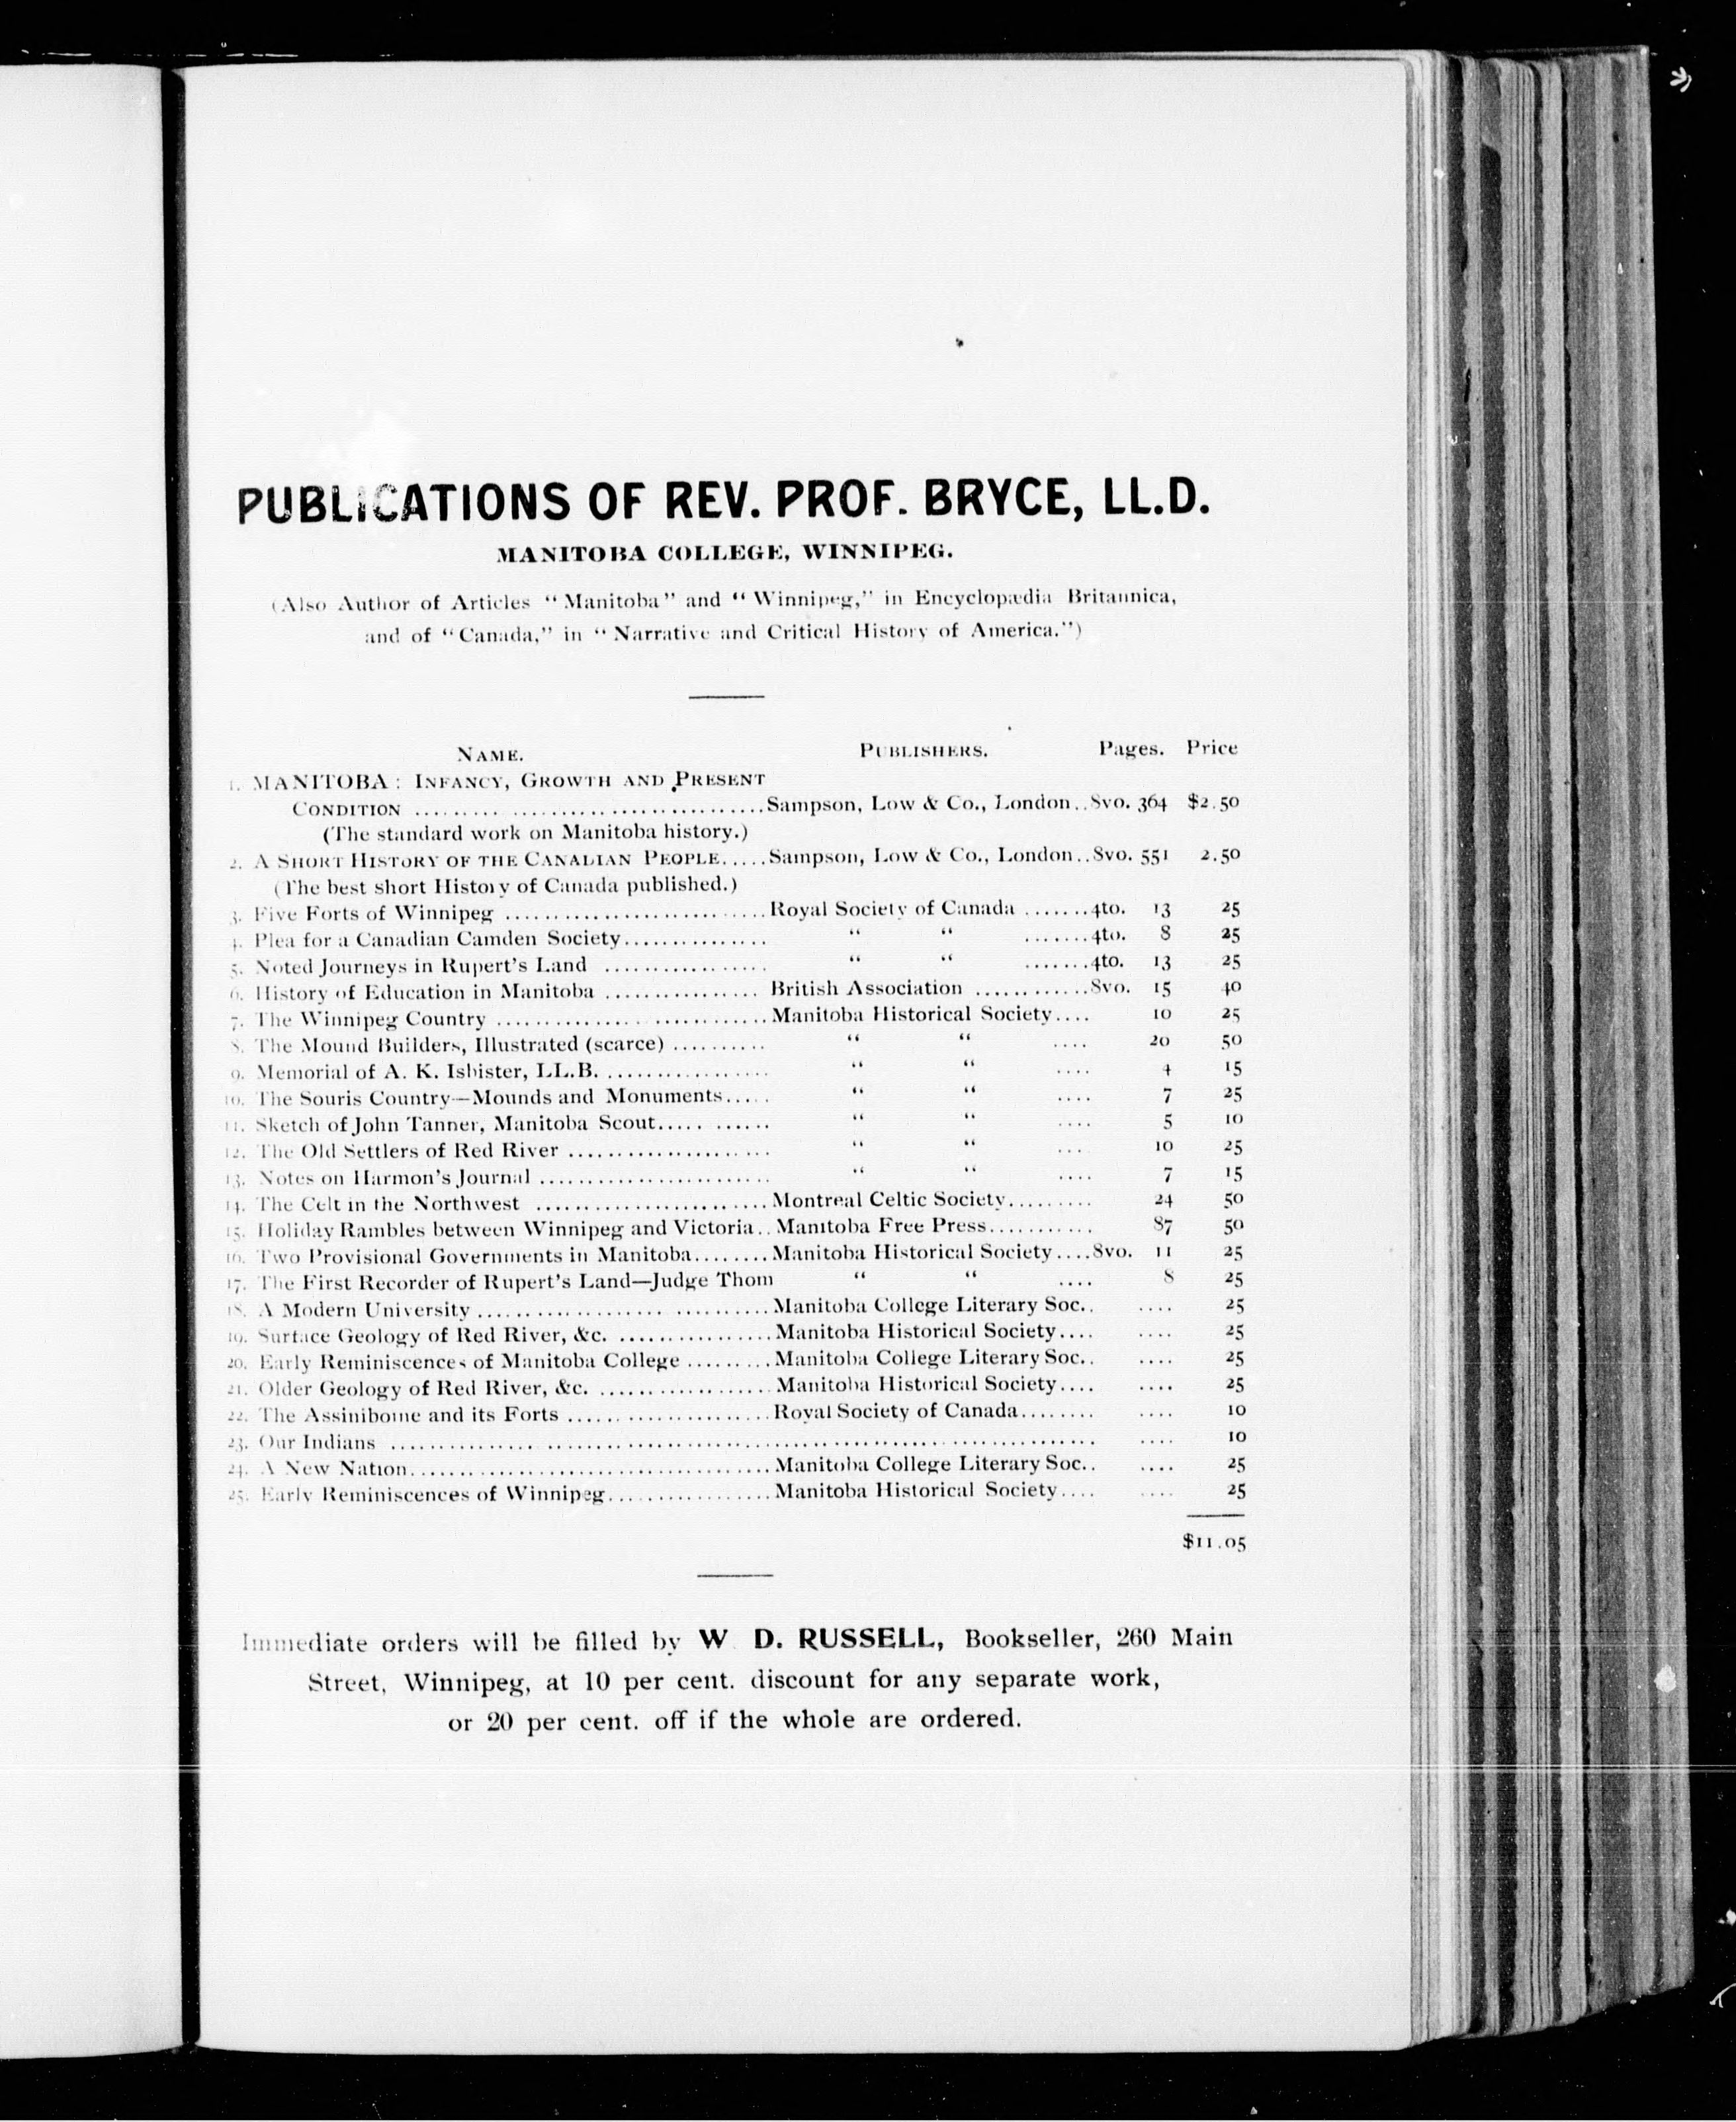 PUBLICATIONS OF REV. PROF. BRYCE, LL.D.
MANITOBA COLLEGE, WINNIPEG.
(Also Author of Articles “Manitoba” and “Winnipeg,” in Encyclopædia Britannica,
and of “Canada,” in “Narrative and Critical History of America.”)
NAME. PUBLISHERS. Pages. Price
1. MANITOBA: INFANCY, GROWTH AND PRESENT
CONDITION .......... Sampson, Low & Co., London..8vo. 364 $2.50
(The standard work on Manitoba history.)
2. A SHORT HISTORY OF THE CANADIAN PEOPLE.....Sampson, Low & Co., London..8vo. 551 2.50
(The best short History of Canada published.)
3. Five Forts of Winnipeg ..........Royal Society of Canada .......4to. 13 25
4. Plea for a Canadian Camden Society.......... “ “ .......4to. 8 25
5. Noted Journeys in Rupert's Land .......... “ “ .......4to. 13 25
6. History of Education in Manitoba .......... British Association ..........8vo. 15 40
7. The Winnipeg Country ..........Manitoba Historical Society.... 10 25
8. The Mound Builders, Illustrated (scarce) .......... “ “ .... 20 50
9. Memorial of A. K. Isbister, LL.B. .......... “ “ .... 4 15
10. The Souris Country—Mounds and Monuments..... “ “ .... 7 25
11. Sketch of John Tanner, Manitoba Scout.......... “ “ .... 5 10
12. The Old Settlers of Red River .......... “ “ .... 10 25
13. Notes on Harmon's Journal .......... “ “ .... 7 15
14. The Celt in the Northwest ..........Montreal Celtic Society......... 24 50
15. Holiday Rambles between Winnipeg and Victoria..Manitoba Free Press........... 87 50
16. Two Provisional Governments in Manitoba........Manitoba Historical Society....8vo. 11 25
17. The First Recorder of Rupert's Land—Judge Thom “ “ .... 8 25
18. A Modern University ..........Manitoba College Literary Soc.. .... 25
19. Surface Geology of Red River, &c. ..........Manitoba Historical Society.... .... 25
20. Early Reminiscences of Manitoba College .........Manitoba College Literary Soc.. .... 25
21. Older Geology of Red River, &c. ..........Manitoba Historical Society.... .... 25
22. The Assiniboine and its Forts ..........Royal Society of Canada........ .... 10
23. Our Indians .......... .... 10
24. A New Nation..........Manitoba College Literary Soc.. .... 25
25. Early Reminiscences of Winnipeg..........Manitoba Historical Society.... .... 25
$11.05
Immediate orders will be filled by W D. RUSSELL, Bookseller, 260 Main
Street, Winnipeg, at 10 per cent. discount for any separate work,
or 20 per cent. off if the whole are ordered.